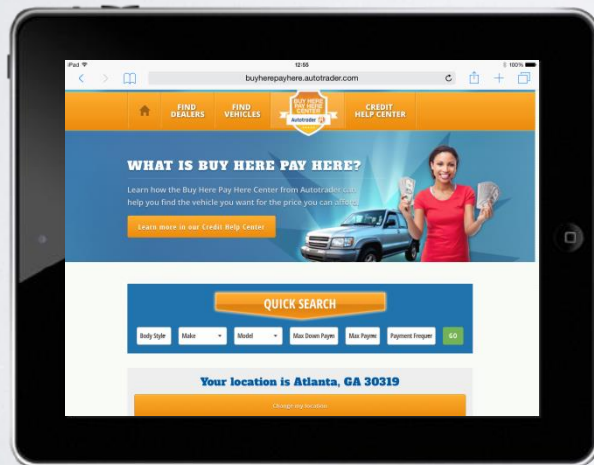 iPad
12:55
100%
buyherepayhere.autotrader.com
FIND
DEALERS
FIND
VEHICLES
BUY HERE
PAY HERE
CENTER
Autotrader
CREDIT
HELP CENTER
WHAT IS BUY HERE PAY HERE?
Learn how the Buy Here Pay Here Center from Autotrader can
help you find the vehicle you want for the price you can afford.
Learn more in our Credit Help Center
QUICK SEARCH
Body Style
Make
Model
Max Down Paym
Max Payme
Payment Frequen
GO
Your location is Atlanta, GA 30319
Change my location